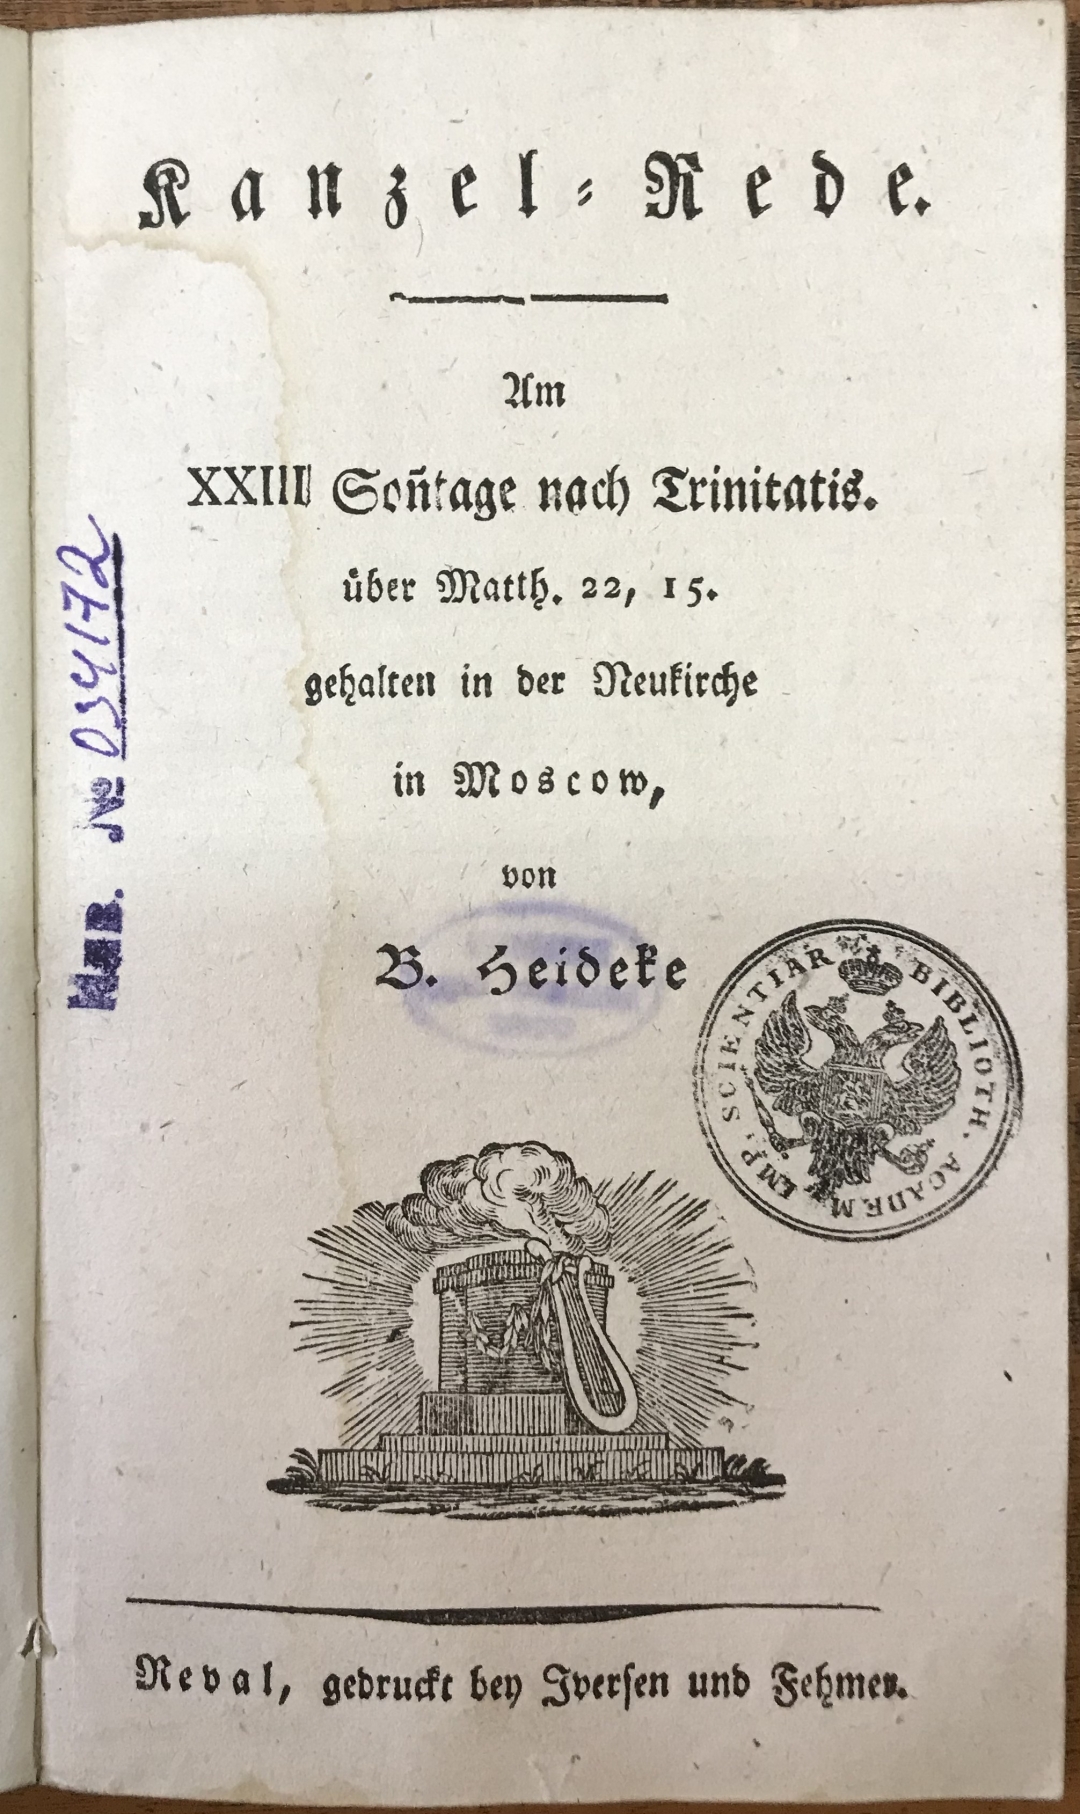 Kanzel-Rede.
Am
XXIII Soñtage nach Trinitatis.
über Matth. 22, 15.
gehalten in der Neukirche
in Moscow,
von
B. Heideke
BIBLIOTH. ACADEM IMP. SCIENTIAR
Reval, gedruckt bey Iversen und Fehmer.
Инв. № 034172